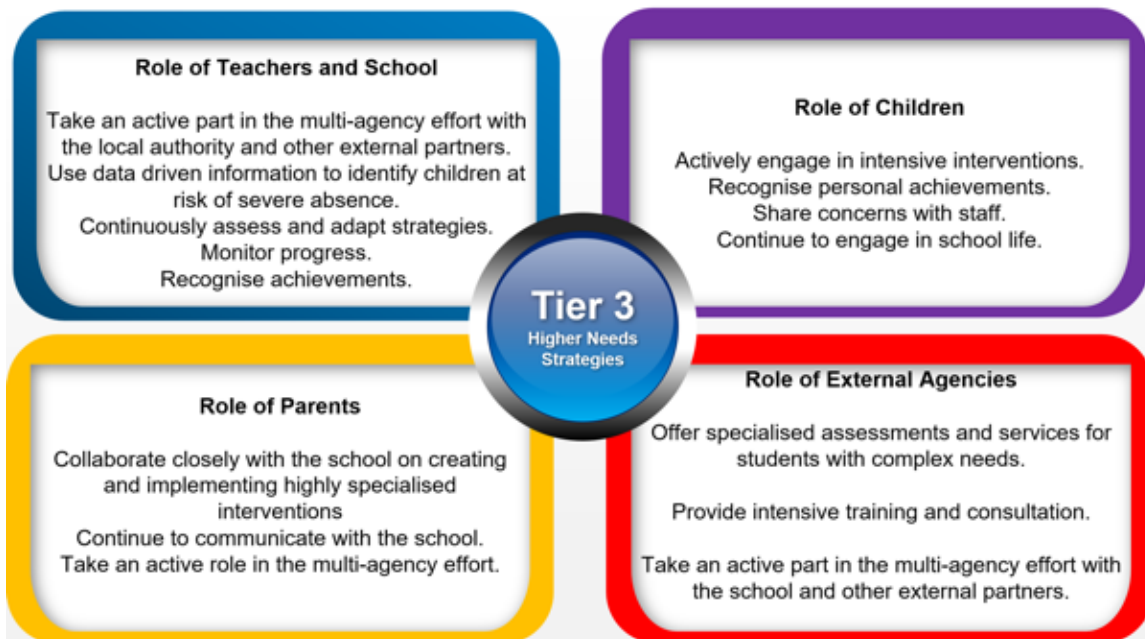 Role of Teachers and School
Take an active part in the multi-agency effort with
the local authority and other external partners.
Use data driven information to identify children at
risk of severe absence.
Continuously assess and adapt strategies.
Monitor progress.
Recognise achievements.
Role of Children
Actively engage in intensive interventions.
Recognise personal achievements.
Share concerns with staff.
Continue to engage in school life.
Tier 3
Higher Needs
Strategies
Role of Parents
Collaborate closely with the school on creating
and implementing highly specialised
interventions
Continue to communicate with the school.
Take an active role in the multi-agency effort.
Role of External Agencies
Offer specialised assessments and services for
students with complex needs.
Provide intensive training and consultation.
Take an active part in the multi-agency effort with
the school and other external partners.